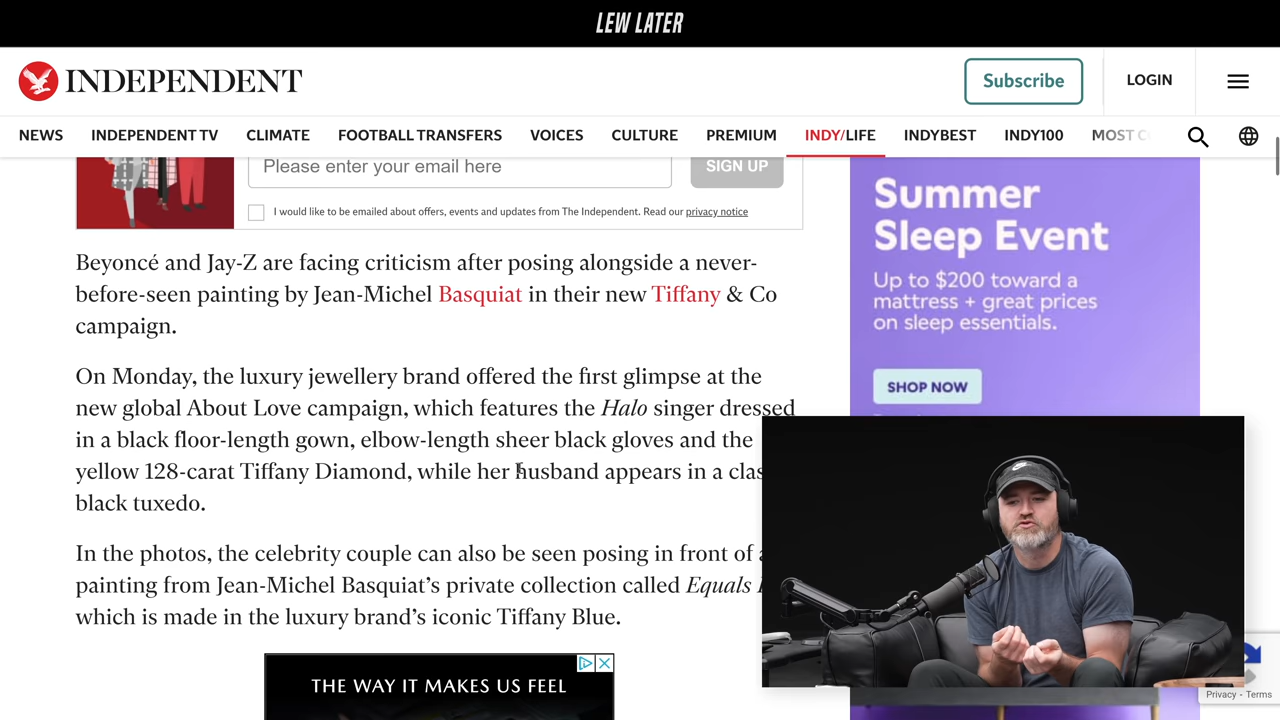 LEW LATER
INDEPENDENT
Subscribe
LOGIN
NEWS
INDEPENDENT TV
CLIMATE
FOOTBALL TRANSFERS
VOICES
CULTURE
PREMIUM
INDY/LIFE
INDYBEST
INDY100
MOST
Please enter your email here
SIGN UP
I would like to be emailed about offers, events and updates from The Independent. Read our privacy notice
Beyoncé and Jay-Z are facing criticism after posing alongside a never-
before-seen painting by Jean-Michel Basquiat in their new Tiffany & Co
campaign.
On Monday, the luxury jewellery brand offered the first glimpse at the
new global About Love campaign, which features the Halo singer dressed
in a black floor-length gown, elbow-length sheer black gloves and the
yellow 128-carat Tiffany Diamond, while her husband appears in a clas
black tuxedo.
In the photos, the celebrity couple can also be seen posing in front of
painting from Jean-Michel Basquiat's private collection called Equals
which is made in the luxury brand's iconic Tiffany Blue.
THE WAY IT MAKES US FEEL
Summer
Sleep Event
Up to $200 toward a
mattress + great prices
on sleep essentials.
SHOP NOW
Privacy - Terms